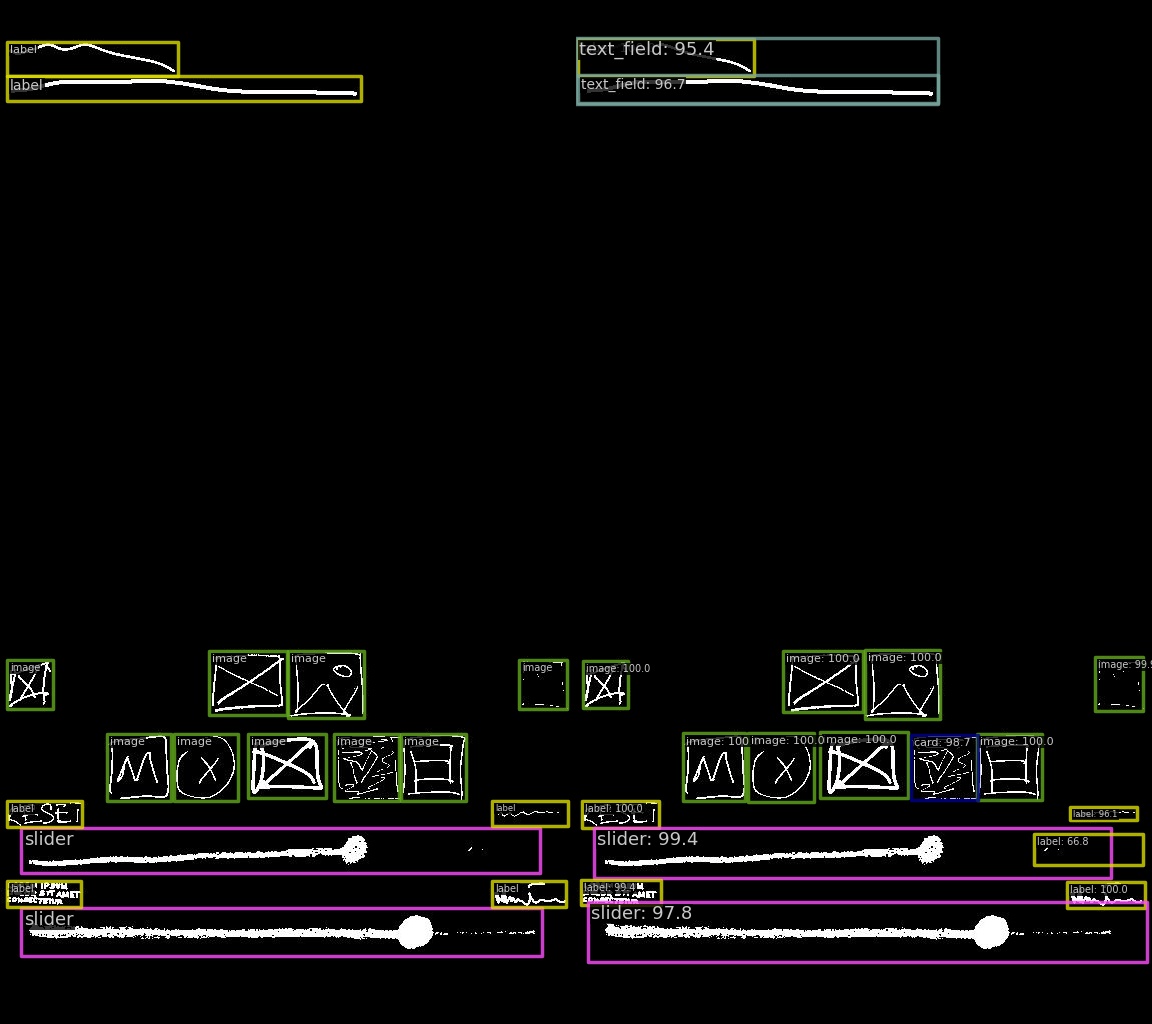 label text_field: 95.4
label text_field: 96.7
image image image image image: 100.0 image: 100.0 image: 100.0 image: 99.9
image image image image image image: 100 image: 100.0 image: 100.0 card: 98.7 image: 100.0
label label label: 100.0 label: 96.1
slider slider: 99.4 label: 66.8
label label label: 99.4 label: 100.0
slider slider: 97.8